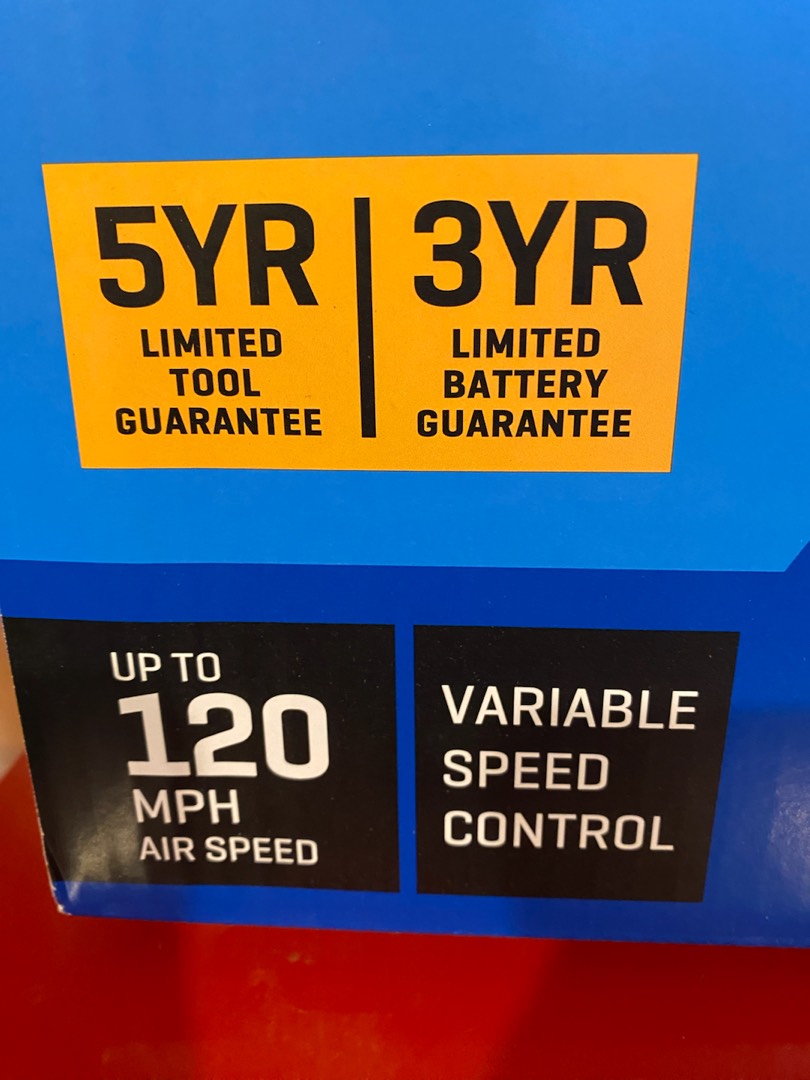 5YR
LIMITED
TOOL
GUARANTEE
3YR
LIMITED
BATTERY
GUARANTEE
UP TO
120
MPH
AIR SPEED
VARIABLE
SPEED
CONTROL